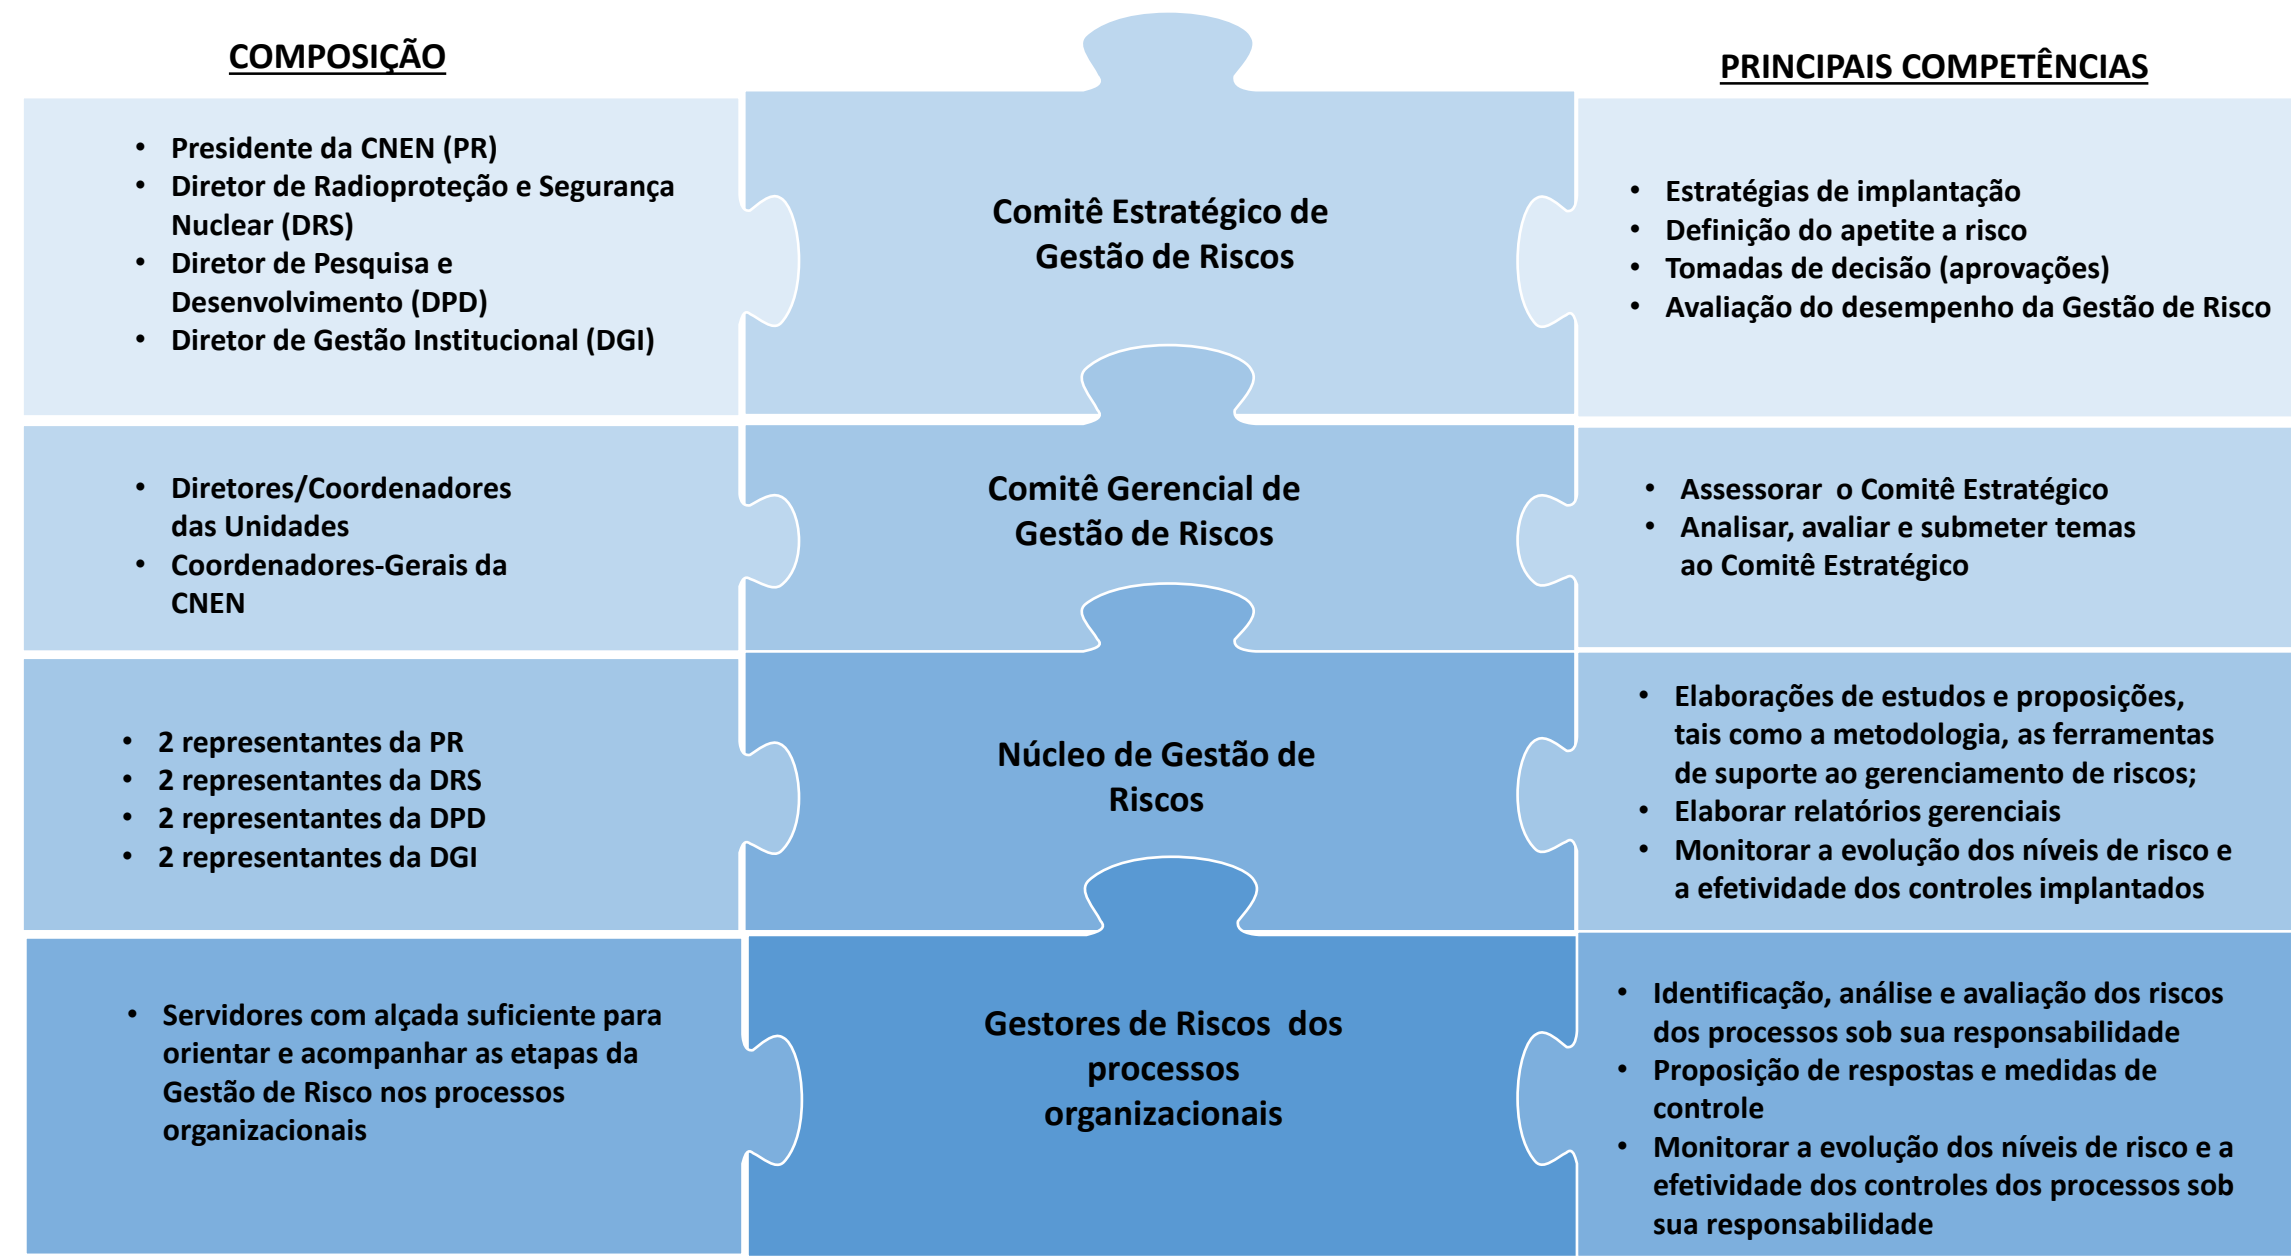 COMPOSIÇÃO
PRINCIPAIS COMPETÊNCIAS
• Presidente da CNEN (PR)
• Diretor de Radioproteção e Segurança
Nuclear (DRS)
• Diretor de Pesquisa e
Desenvolvimento (DPD)
• Diretor de Gestão Institucional (DGI)
Comitê Estratégico de
Gestão de Riscos
• Estratégias de implantação
• Definição do apetite a risco
• Tomadas de decisão (aprovações)
• Avaliação do desempenho da Gestão de Risco
• Diretores/Coordenadores
das Unidades
• Coordenadores-Gerais da
CNEN
Comitê Gerencial de
Gestão de Riscos
• Assessorar o Comitê Estratégico
• Analisar, avaliar e submeter temas
ao Comitê Estratégico
• 2 representantes da PR
• 2 representantes da DRS
• 2 representantes da DPD
• 2 representantes da DGI
Núcleo de Gestão de
Riscos
• Elaborações de estudos e proposições,
tais como a metodologia, as ferramentas
de suporte ao gerenciamento de riscos;
• Elaborar relatórios gerenciais
• Monitorar a evolução dos níveis de risco e
a efetividade dos controles implantados
• Servidores com alçada suficiente para
orientar e acompanhar as etapas da
Gestão de Risco nos processos
organizacionais
Gestores de Riscos dos
processos
organizacionais
• Identificação, análise e avaliação dos riscos
dos processos sob sua responsabilidade
• Proposição de respostas e medidas de
controle
• Monitorar a evolução dos níveis de risco e a
efetividade dos controles dos processos sob
sua responsabilidade